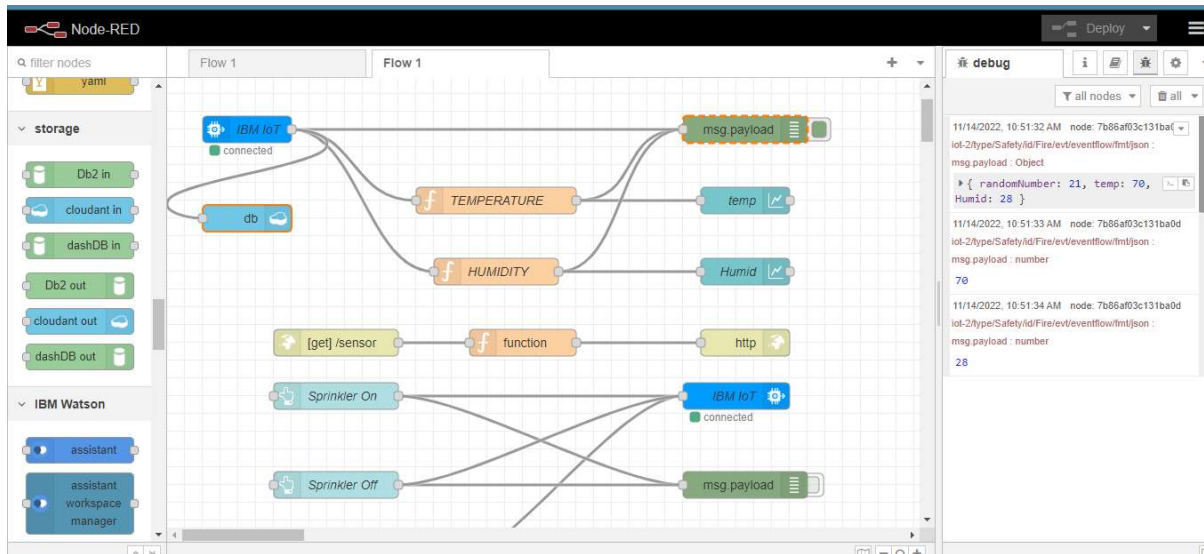 Node-RED
Deploy
filter nodes
yaml
storage
Db2 in
cloudant in
dashDB in
Db2 out
cloudant out
dashDB out
IBM Watson
assistant
assistant
workspace
manager
Flow 1
Flow 1
IBM IoT
connected
db
TEMPERATURE
HUMIDITY
msg.payload
temp
Humid
[get] /sensor
function
http
Sprinkler On
IBM IoT
connected
Sprinkler Off
msg.payload
debug
all nodes
all
11/14/2022, 10:51:32 AM node: 7b86af03c131ba0
iot-2/type/Safety/id/Fire/evt/eventflow/fmt/json :
msg.payload : Object
{ randomNumber: 21, temp: 70,
Humid: 28 }
11/14/2022, 10:51:33 AM node: 7b86af03c131ba0d
iot-2/type/Safety/id/Fire/evt/eventflow/fmt/json :
msg.payload : number
70
11/14/2022, 10:51:34 AM node: 7b86af03c131ba0d
iot-2/type/Safety/id/Fire/evt/eventflow/fmt/json :
msg.payload : number
28